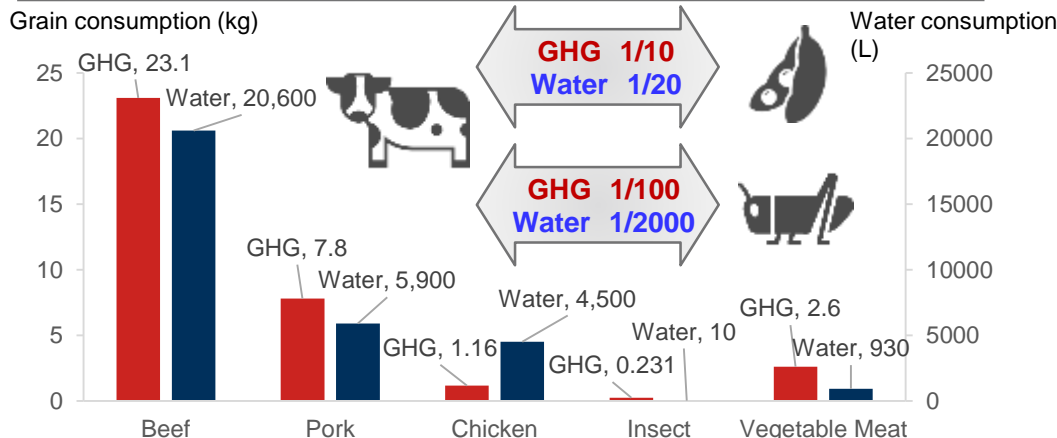 Grain consumption (kg)
Water consumption
(L)
GHG 1/10
Water 1/20
GHG 1/100
Water 1/2000
25
20
15
10
5
0
25000
20000
15000
10000
5000
0
GHG, 23.1
Water, 20,600
GHG, 7.8
Water, 5,900
GHG, 1.16
Water, 4,500
GHG, 0.231
Water, 10
GHG, 2.6
Water, 930
Beef
Pork
Chicken
Insect
Vegetable Meat